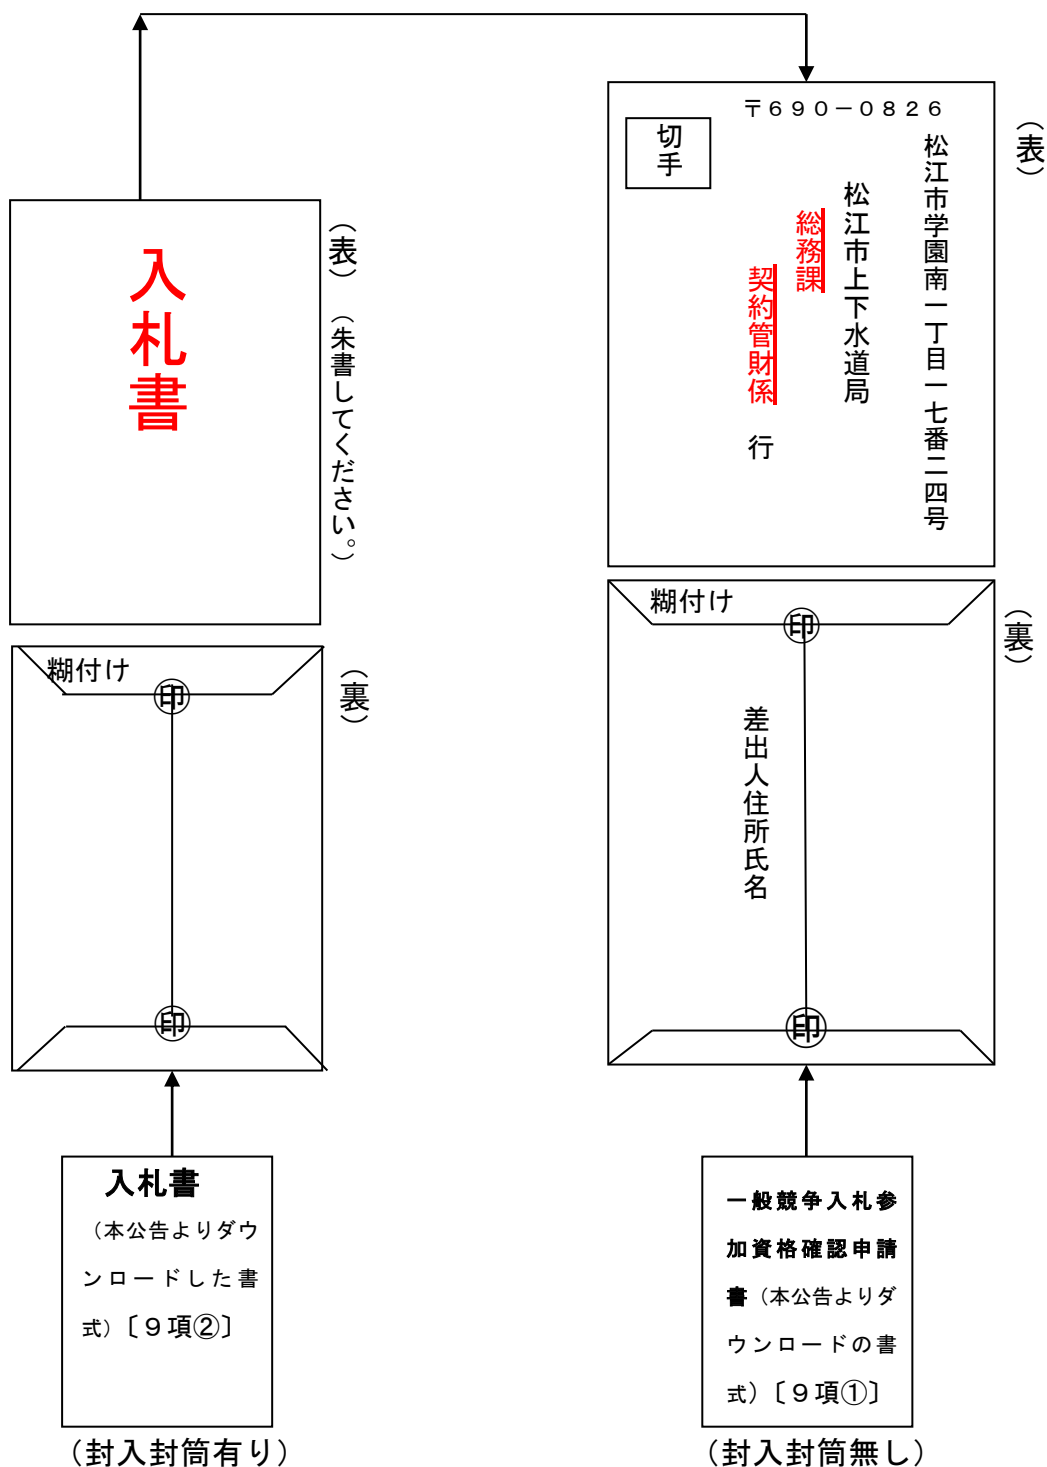 入札書
（表）（朱書してください。）
糊付け
印
印
（裏）
入札書
（本公告よりダウ
ンロードした書
式）〔９項②〕
（封入封筒有り）
〒６９０－０８２６
切手
松江市学園南一丁目一七番二四号
松江市上下水道局
総務課
契約管財係　行
（表）
糊付け
印
差出人住所氏名
印
（裏）
一般競争入札参
加資格確認申請
書（本公告よりダ
ウンロードの書
式）〔９項①〕
（封入封筒無し）